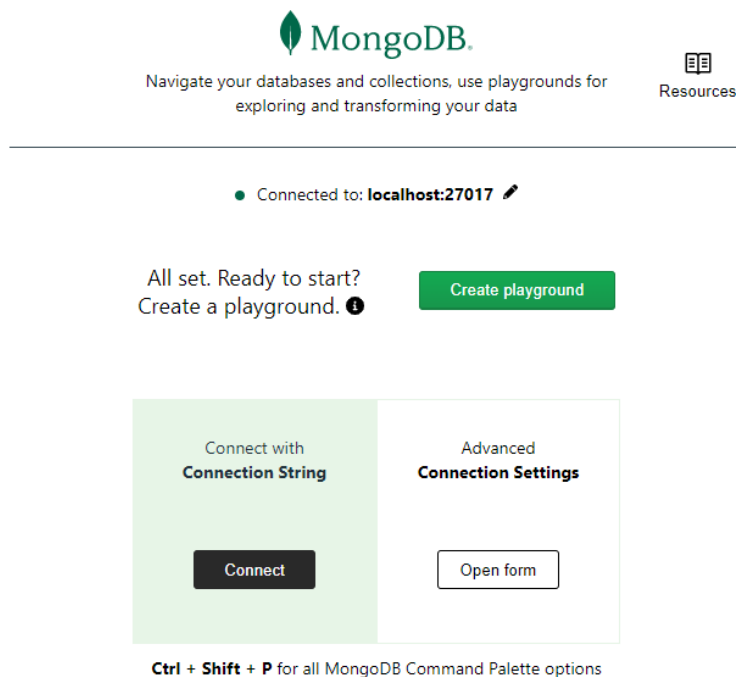 MongoDB.
Navigate your databases and collections, use playgrounds for
exploring and transforming your data
Resources
Connected to: localhost:27017
All set. Ready to start?
Create a playground.
Create playground
Connect with
Connection String
Connect
Advanced
Connection Settings
Open form
Ctrl + Shift + P for all MongoDB Command Palette options